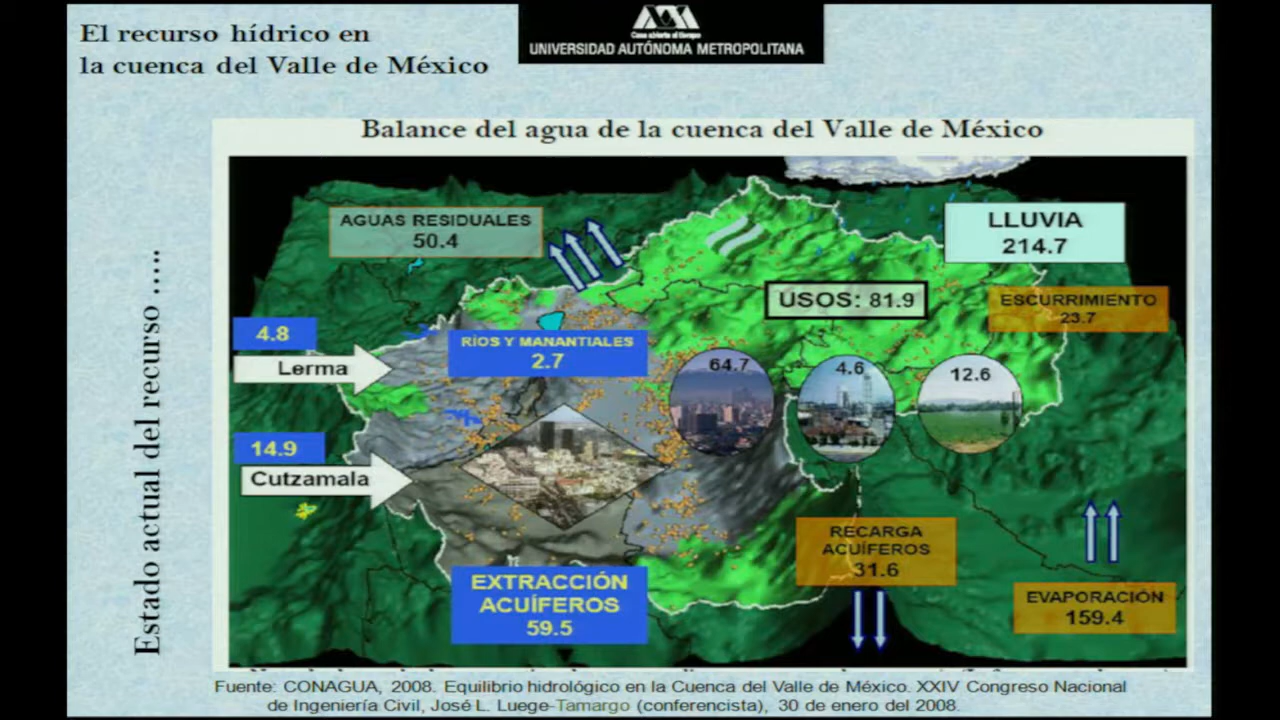 El recurso hídrico en
la cuenca del Valle de México
Casa abierta al tiempo
UNIVERSIDAD AUTÓNOMA METROPOLITANA
Estado actual del recurso .....
Balance del agua de la cuenca del Valle de México
AGUAS RESIDUALES
50.4
LLUVIA
214.7
USOS: 81.9
ESCURRIMIENTO
23.7
4.8
Lerma
RÍOS Y MANANTIALES
2.7
64.7
4.6
12.6
14.9
Cutzamala
RECARGA
ACUÍFEROS
31.6
EXTRACCIÓN
ACUÍFEROS
59.5
EVAPORACIÓN
159.4
Fuente: CONAGUA, 2008. Equilibrio hidrológico en la Cuenca del Valle de México. XXIV Congreso Nacional
de Ingeniería Civil, José L. Luege-Tamargo (conferencista), 30 de enero del 2008.